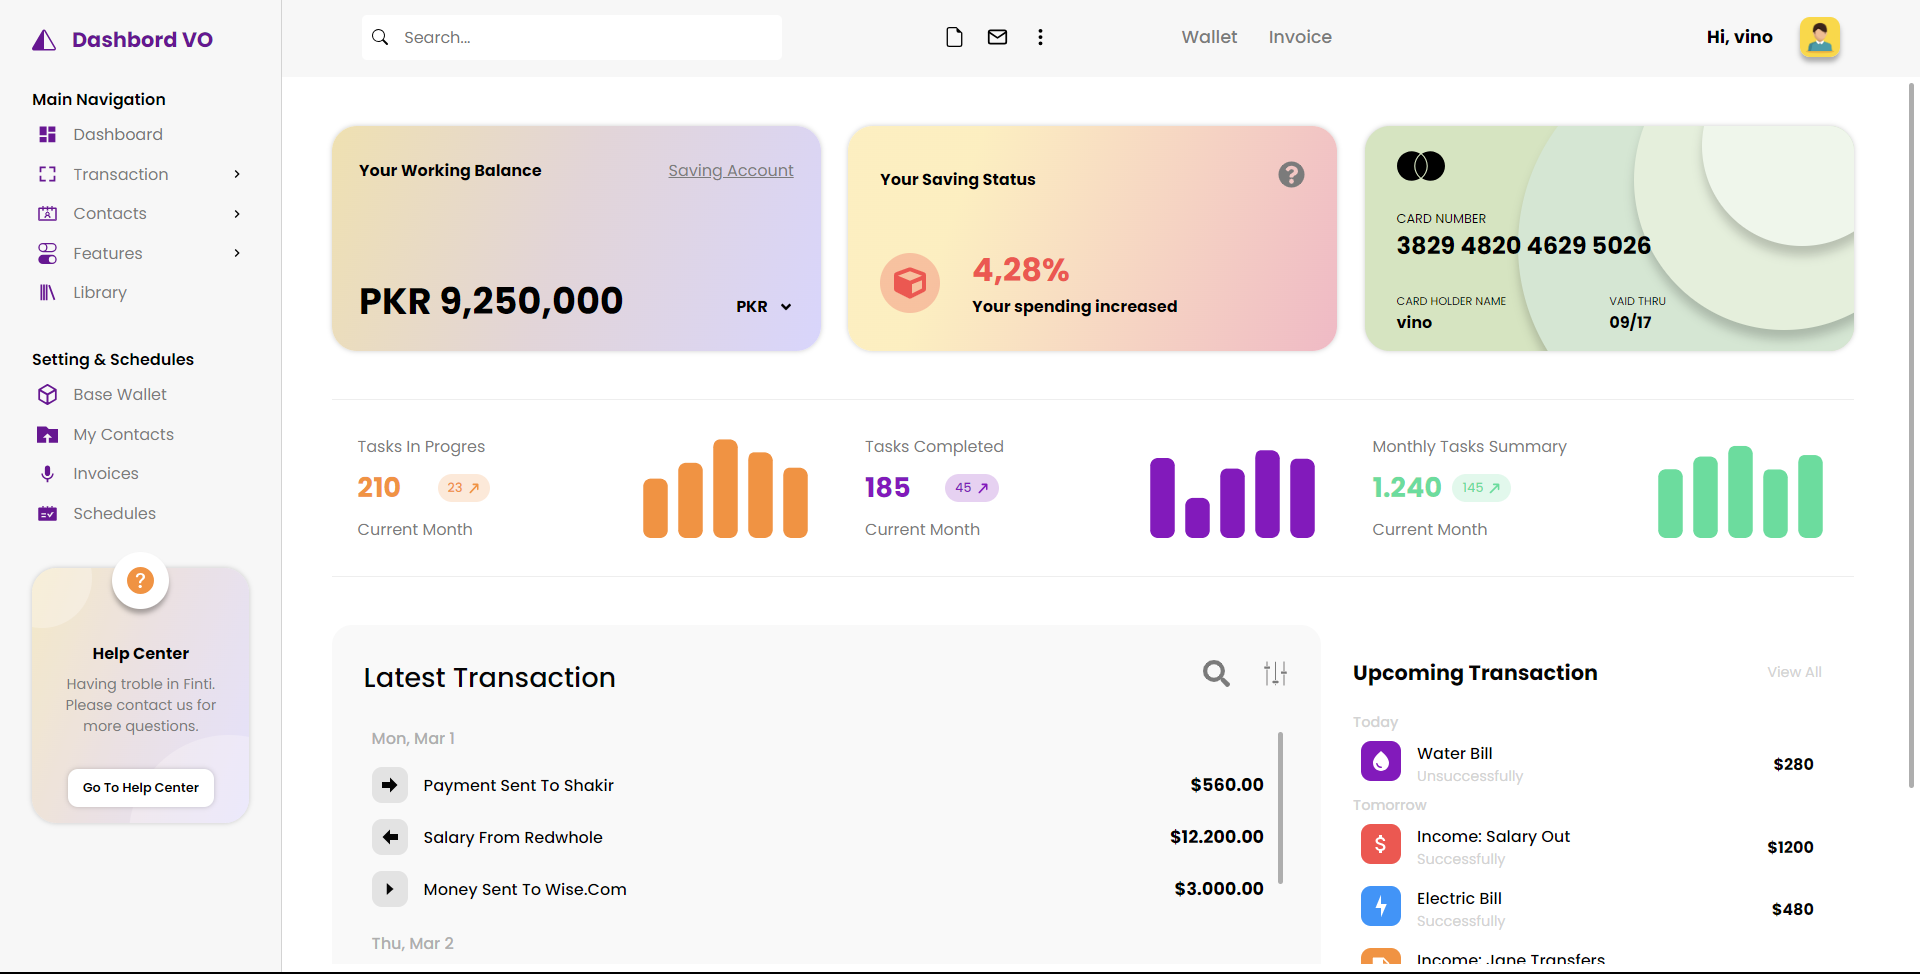 Dashbord VO
Main Navigation
Dashboard
Transaction
Contacts
Features
Library
Setting & Schedules
Base Wallet
My Contacts
Invoices
Schedules
?
Help Center
Having troble in Finti.
Please contact us for
more questions.
Go To Help Center
Search...
Wallet
Invoice
Hi, vino
Your Working Balance
Saving Account
PKR 9,250,000
PKR
Your Saving Status
?
4,28%
Your spending increased
CARD NUMBER
3829 4820 4629 5026
CARD HOLDER NAME
VAID THRU
vino
09/17
Tasks In Progres
210
23
Current Month
Tasks Completed
185
45
Current Month
Monthly Tasks Summary
1.240
145
Current Month
Latest Transaction
Mon, Mar 1
Payment Sent To Shakir
$560.00
Salary From Redwhole
$12.200.00
Money Sent To Wise.Com
$3.000.00
Thu, Mar 2
Upcoming Transaction
View All
Today
Water Bill
$280
Unsuccessfully
Tomorrow
Income: Salary Out
$1200
Successfully
Electric Bill
$480
Successfully
Income: Jane Transfers